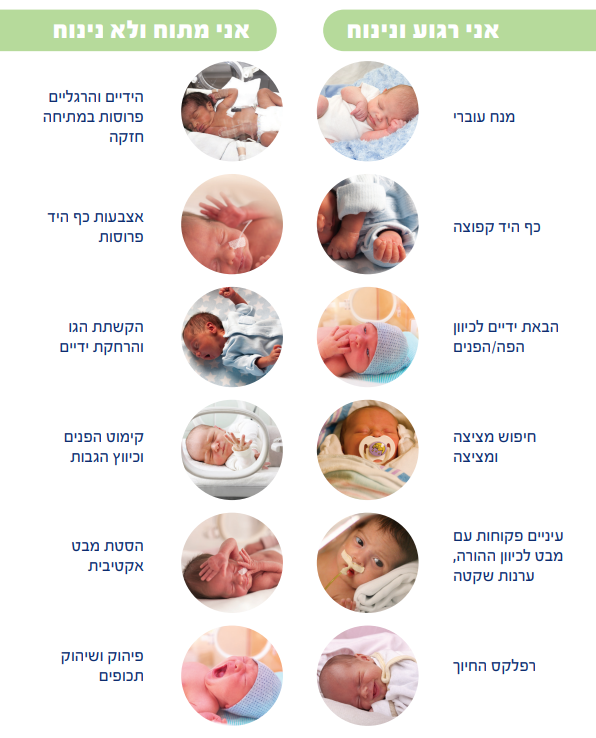 אני רגוע ונינוח
מנח עוברי
כף היד קפוצה
הבאת ידיים לכיוון
הפה/הפנים
חיפוש מציצה
ומציצה
עיניים פקוחות עם
מבט לכיוון ההורה,
ערנות שקטה
רפלקס החיוך
אני מתוח ולא נינוח
הידיים והרגליים
פרוסות במתיחה
חזקה
אצבעות כף היד
פרוסות
הקשתת הגו
והרחקת ידיים
קימוט הפנים
וכיווץ הגבות
הסטת מבט
אקטיבית
פיהוק ושיהוק
תכופים